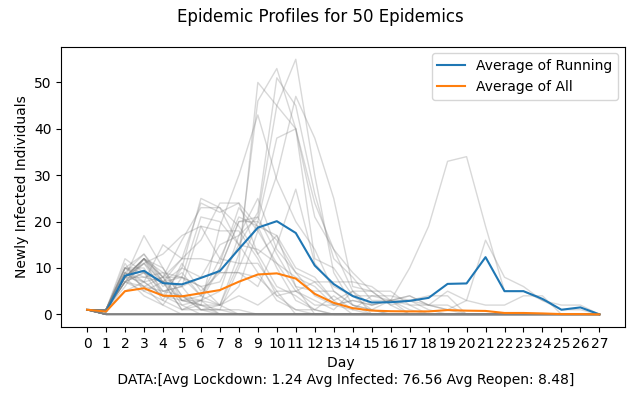 Epidemic Profiles for 50 Epidemics
Average of Running
Average of All
Newly Infected Individuals
50
40
30
20
10
0
0 1 2 3 4 5 6 7 8 9 10 11 12 13 14 15 16 17 18 19 20 21 22 23 24 25 26 27
Day
DATA:[Avg Lockdown: 1.24 Avg Infected: 76.56 Avg Reopen: 8.48]